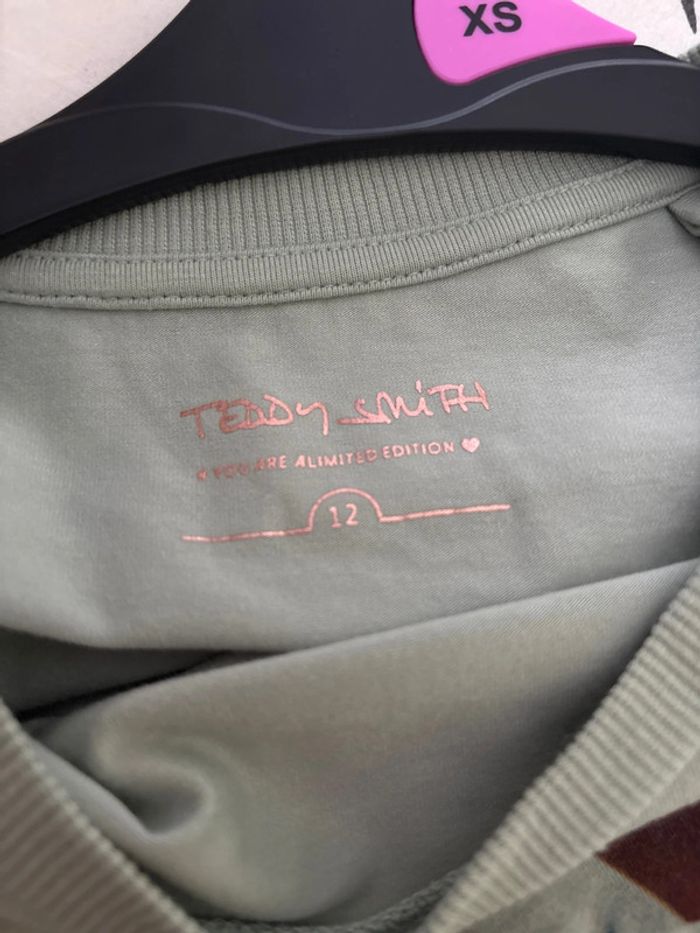 XS
TEDDY SMITH
YOU ARE A LIMITED EDITION
12